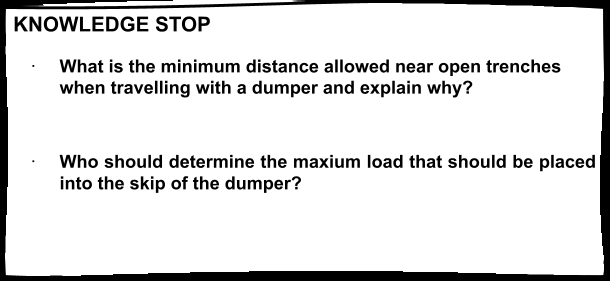 KNOWLEDGE STOP
· What is the minimum distance allowed near open trenches
when travelling with a dumper and explain why?
· Who should determine the maxium load that should be placed
into the skip of the dumper?